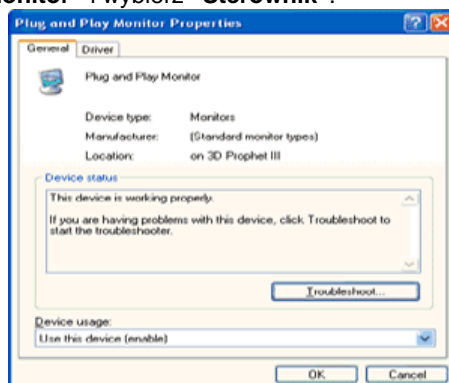 Monitor" i wybierz "Sterownik".
Plug and Play Monitor Properties
General Driver
Plug and Play Monitor
Device type: Monitors
Manufacturer: (Standard monitor types)
Location: on 3D Prophet III
Device status
This device is working properly.
If you are having problems with this device, click Troubleshoot to
start the troubleshooter.
Troubleshoot...
Device usage:
Use this device (enable)
OK Cancel